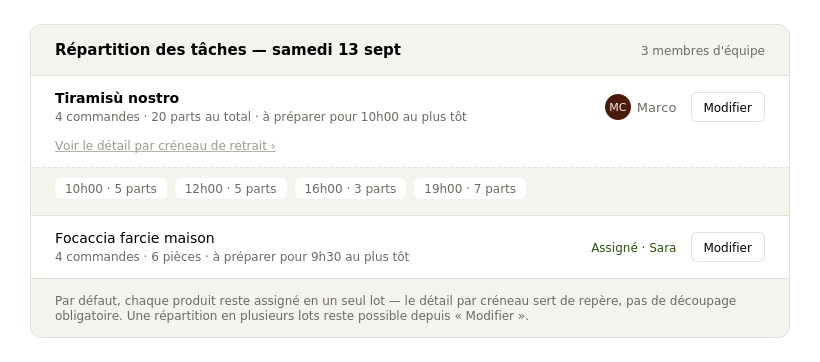 Répartition des tâches — samedi 13 sept
3 membres d'équipe
Tiramisù nostro
4 commandes · 20 parts au total · à préparer pour 10h00 au plus tôt
MC Marco
Modifier
Voir le détail par créneau de retrait ›
10h00 · 5 parts 12h00 · 5 parts 16h00 · 3 parts 19h00 · 7 parts
Focaccia farcie maison
4 commandes · 6 pièces · à préparer pour 9h30 au plus tôt
Assigné · Sara
Modifier
Par défaut, chaque produit reste assigné en un seul lot — le détail par créneau sert de repère, pas de découpage
obligatoire. Une répartition en plusieurs lots reste possible depuis « Modifier ».